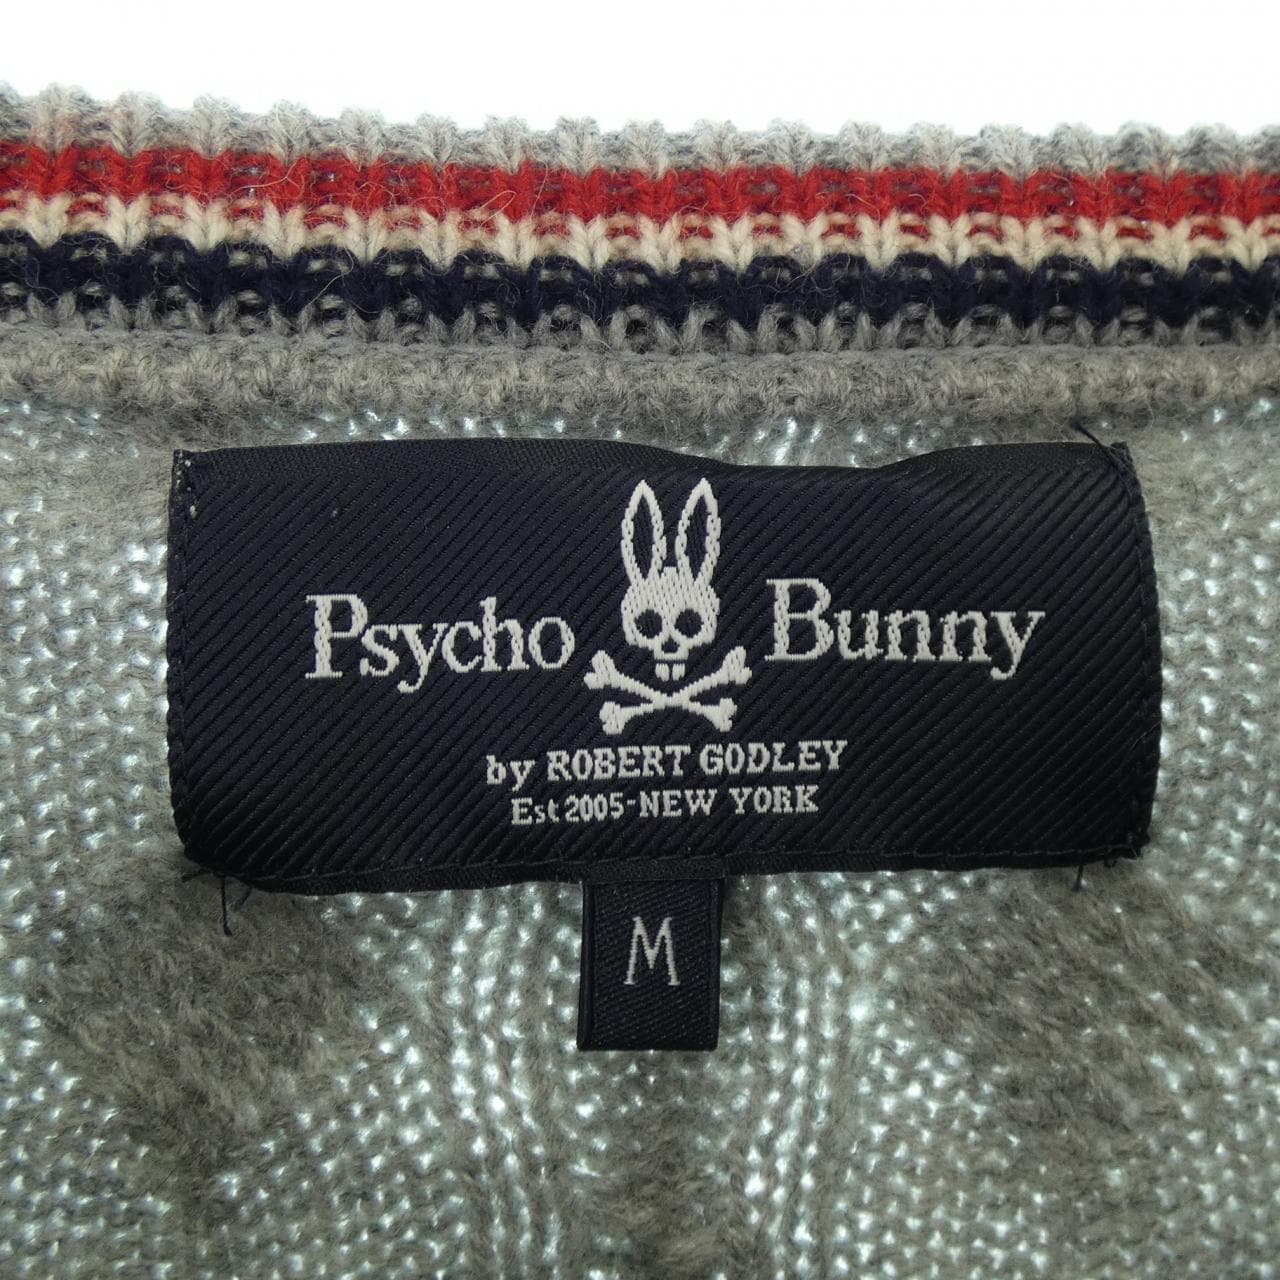 Psycho Bunny
by ROBERT GODLEY
Est 2005-NEW YORK
M